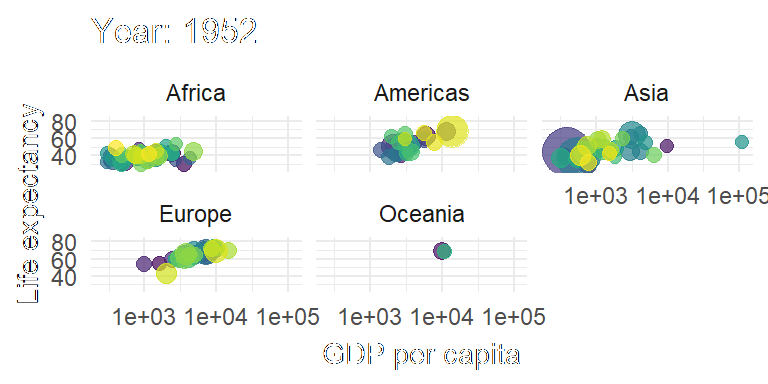 Year: 1952
Africa
Americas
Asia
Life expectancy
80
60
40
1e+03 1e+04 1e+05
Europe
Oceania
80
60
40
1e+03 1e+04 1e+05
1e+03 1e+04 1e+05
GDP per capita